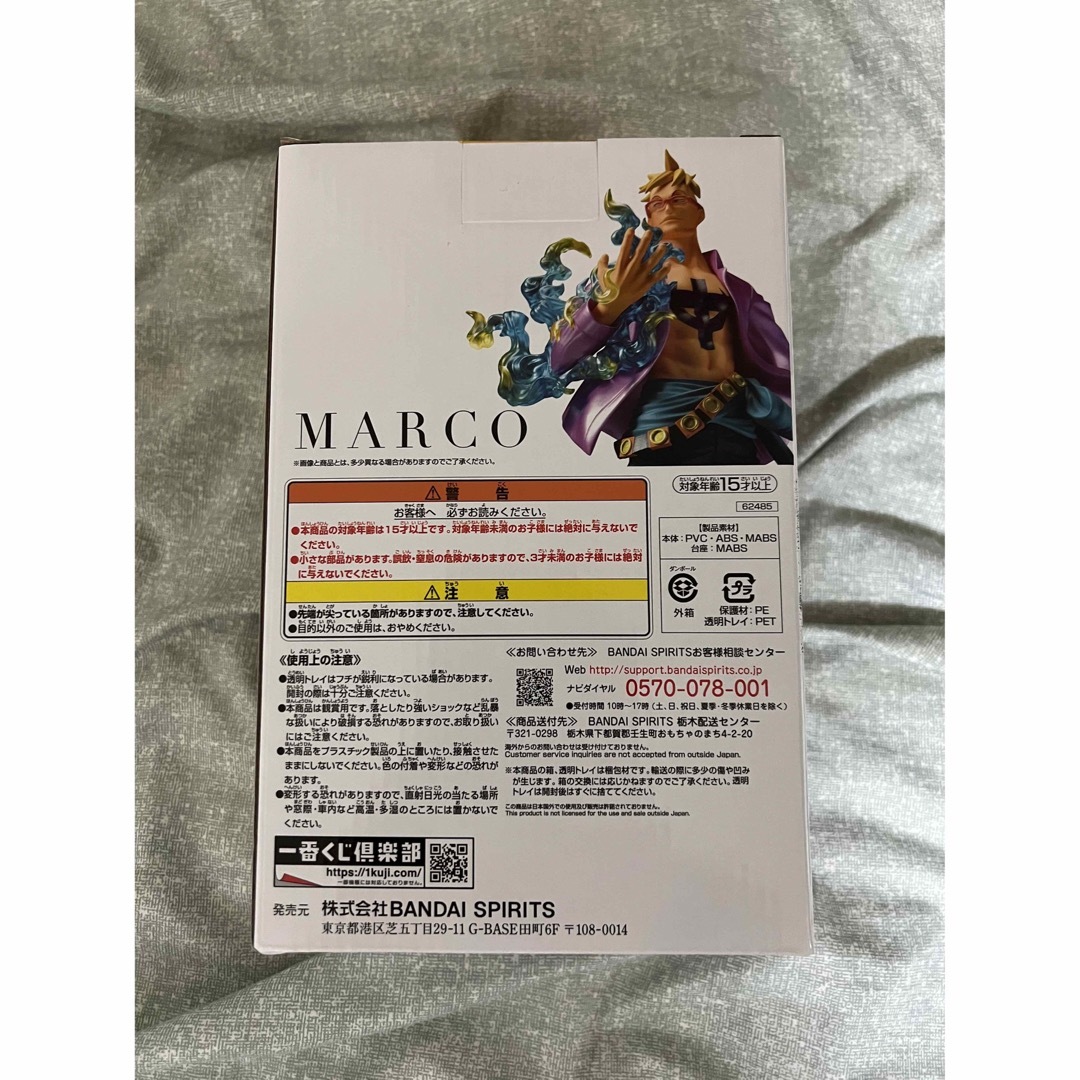 MARCO
※画像と商品とは、多少異なる場合がありますのでご了承ください。
対象年齢15才以上
62485
⚠警告
お客様へ 必ずお読みください。
●本商品の対象年齢は15才以上です。対象年齢未満のお子様には絶対に与えないで
ください。
●小さな部品があります。誤飲・窒息の危険がありますので、3才未満のお子様には絶対
に与えないでください。
⚠注意
●先端が尖っている箇所がありますので、注意してください。
●目的以外のご使用は、おやめください。
【製品素材】
本体：PVC・ABS・MABS
台座：MABS
ダンボール
外箱
プラ
保護材：PE
透明トレイ：PET
《使用上の注意》
●透明トレイはフチが鋭利になっている場合があります。
開封の際は十分ご注意ください。
●本商品は観賞用です。落としたり強いショックなど乱暴
な扱いにより破損する恐れがありますので、お取り扱い
にはご注意ください。
●本商品をプラスチック製品の上に置いたり、接触させた
ままにしないでください。色の付着や変形などの恐れが
あります。
●変形する恐れがありますので、直射日光の当たる場所
や窓際・車内など高温・多湿のところには置かないで
ください。
≪お問い合わせ先≫ BANDAI SPIRITSお客様相談センター
Web http://support.bandaispirits.co.jp
ナビダイヤル 0570-078-001
●受付時間 10時〜17時(土、日、祝日、夏季・冬季休業日を除く)
≪商品送付先≫ BANDAI SPIRITS 栃木配送センター
〒321-0298 栃木県下都賀郡壬生町おもちゃのまち4-2-20
海外からのお問い合わせは受け付けておりません。
Customer service inquiries are not accepted from outside Japan.
※本商品の箱、透明トレイは梱包材です。輸送の際に多少の傷や凹み
が生じます。箱の交換には応じかねますのでご了承ください。透明
トレイは開封後はすぐに捨ててください。
この商品は日本国外での使用及び販売は許諾されておりません。
This product is not licensed for the use and sale outside Japan.
一番くじ倶楽部
https://1kuji.com/
一部機種には対応しておりません。
発売元 株式会社BANDAI SPIRITS
東京都港区芝五丁目29-11 G-BASE田町6F 〒108-0014